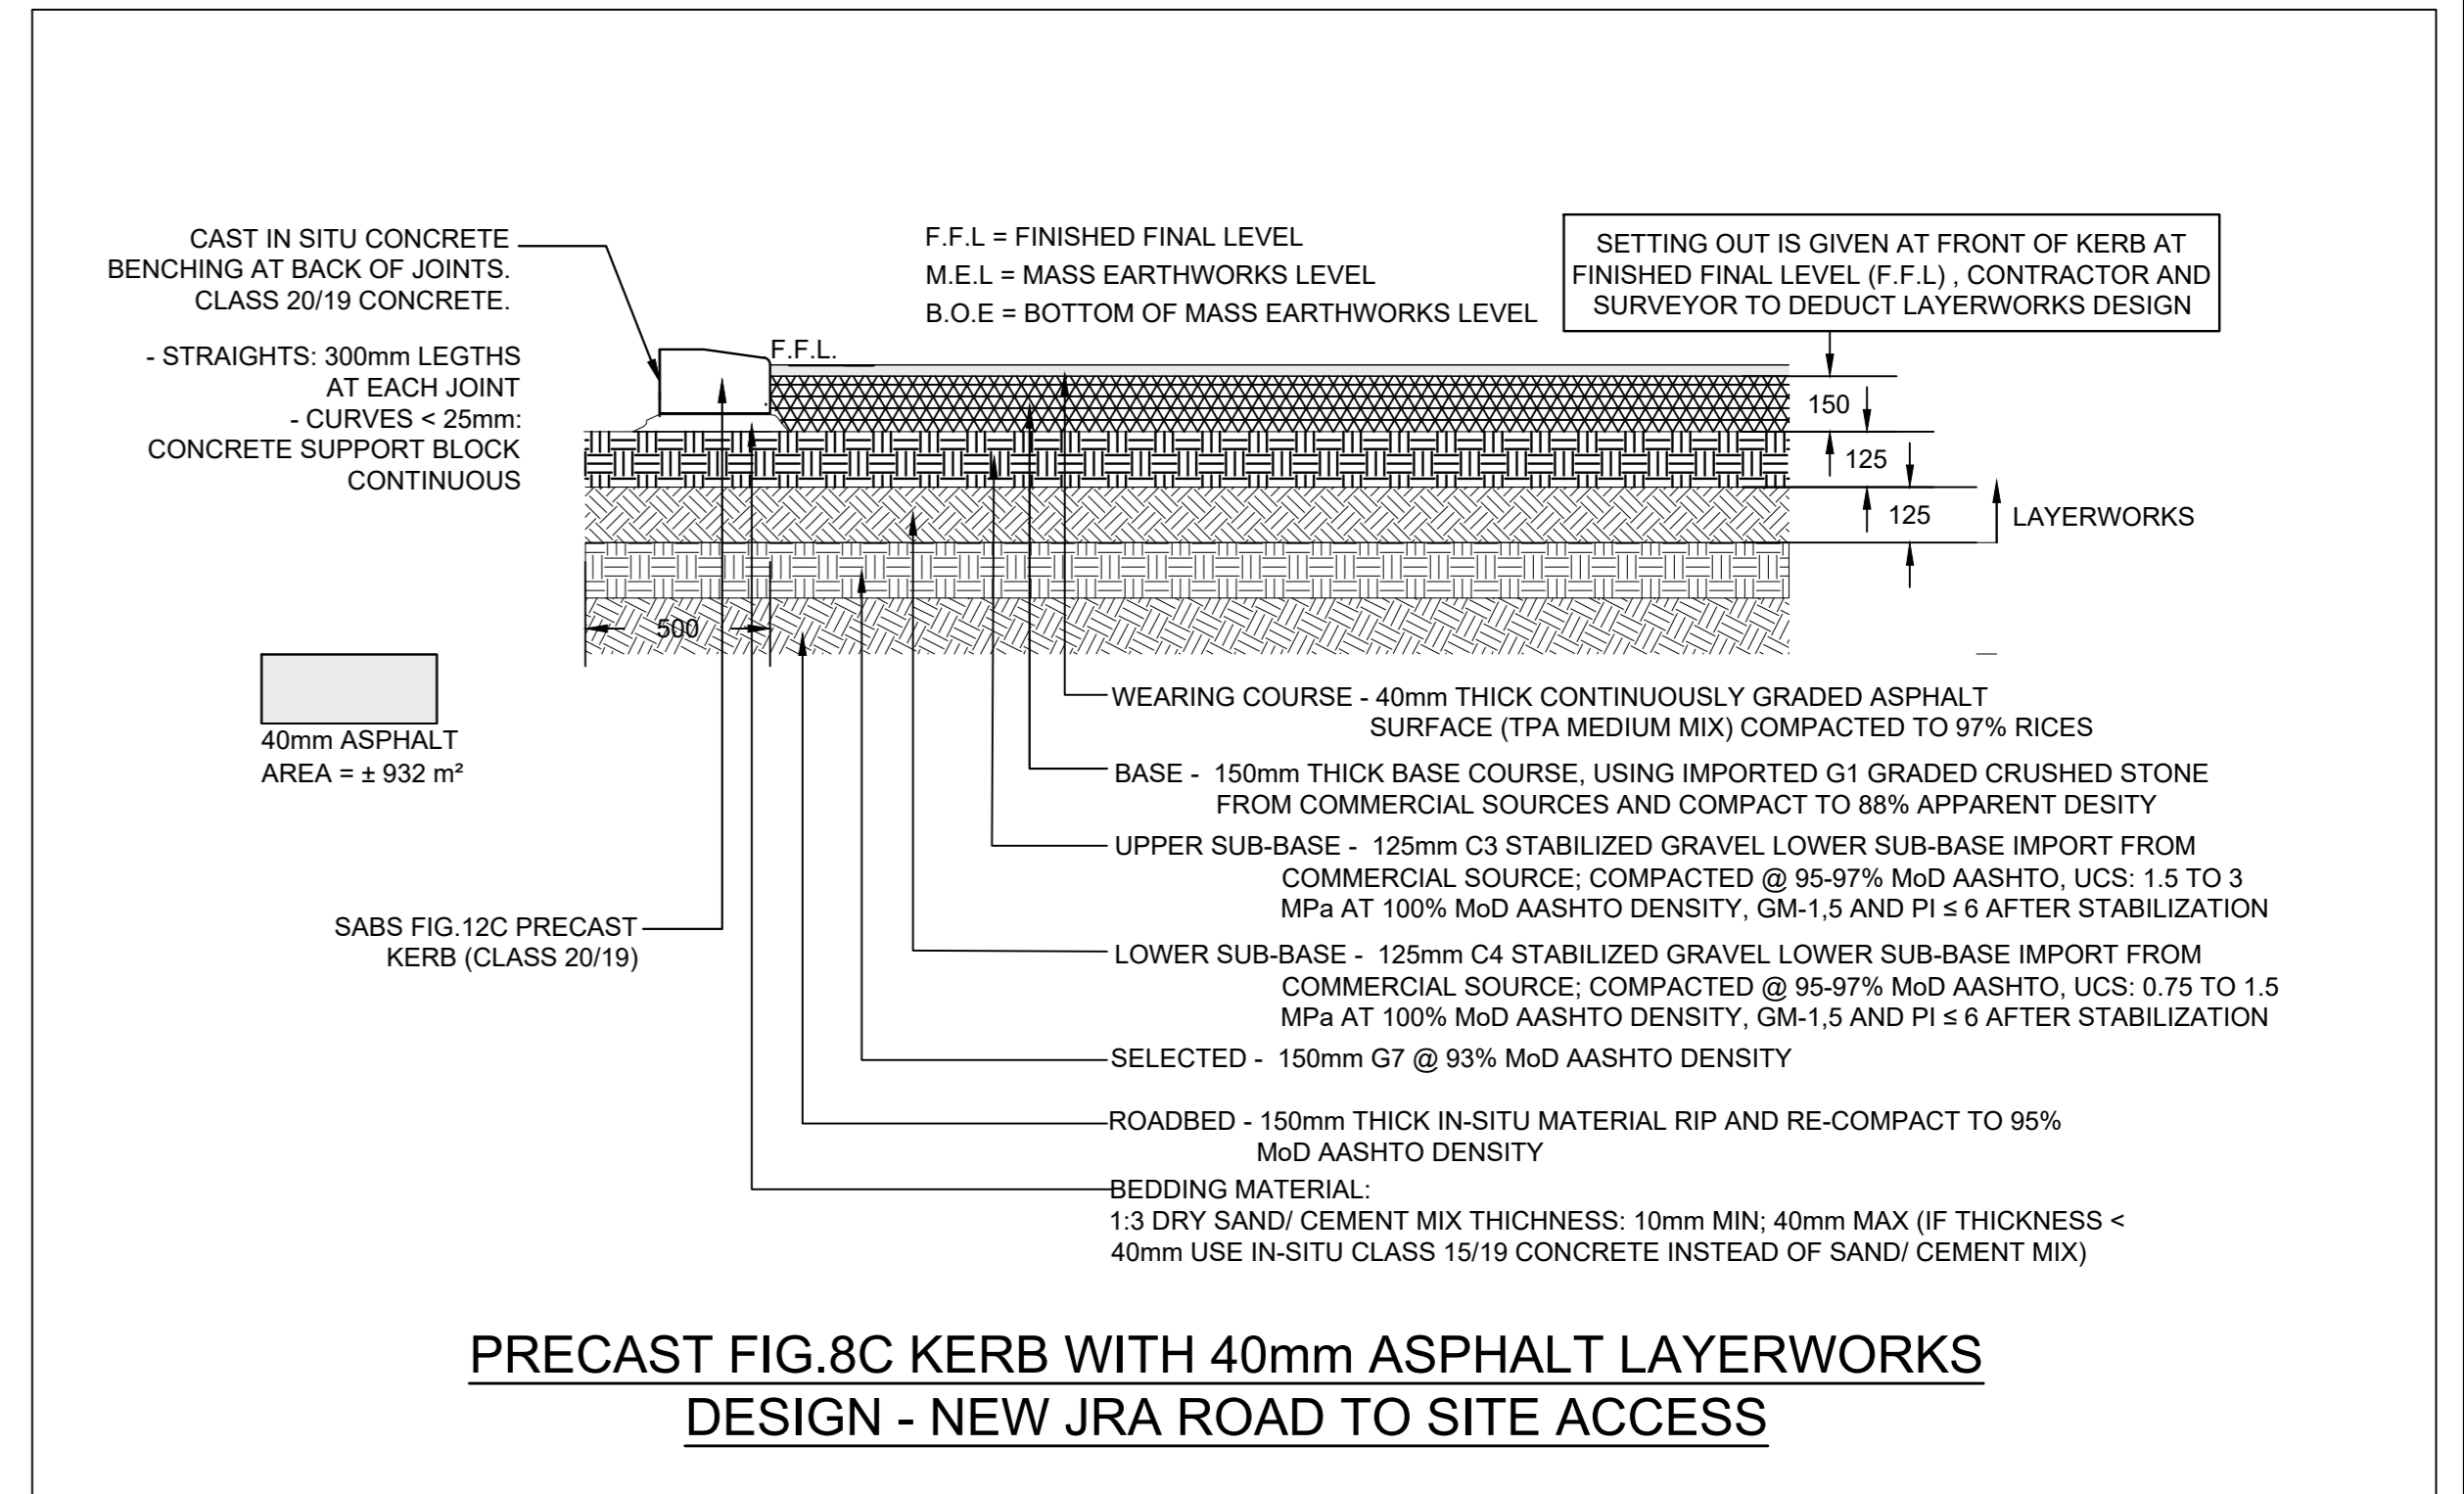 CAST IN SITU CONCRETE
BENCHING AT BACK OF JOINTS.
CLASS 20/19 CONCRETE.
- STRAIGHTS: 300mm LEGTHS
AT EACH JOINT
- CURVES < 25mm:
CONCRETE SUPPORT BLOCK
CONTINUOUS
F.F.L = FINISHED FINAL LEVEL
M.E.L = MASS EARTHWORKS LEVEL
B.O.E = BOTTOM OF MASS EARTHWORKS LEVEL
SETTING OUT IS GIVEN AT FRONT OF KERB AT
FINISHED FINAL LEVEL (F.F.L) , CONTRACTOR AND
SURVEYOR TO DEDUCT LAYERWORKS DESIGN
F.F.L.
150
125
125
LAYERWORKS
500
40mm ASPHALT
AREA = ± 932 m²
SABS FIG.12C PRECAST
KERB (CLASS 20/19)
WEARING COURSE - 40mm THICK CONTINUOUSLY GRADED ASPHALT
SURFACE (TPA MEDIUM MIX) COMPACTED TO 97% RICES
BASE - 150mm THICK BASE COURSE, USING IMPORTED G1 GRADED CRUSHED STONE
FROM COMMERCIAL SOURCES AND COMPACT TO 88% APPARENT DESITY
UPPER SUB-BASE - 125mm C3 STABILIZED GRAVEL LOWER SUB-BASE IMPORT FROM
COMMERCIAL SOURCE; COMPACTED @ 95-97% MoD AASHTO, UCS: 1.5 TO 3
MPa AT 100% MoD AASHTO DENSITY, GM-1,5 AND PI ≤ 6 AFTER STABILIZATION
LOWER SUB-BASE - 125mm C4 STABILIZED GRAVEL LOWER SUB-BASE IMPORT FROM
COMMERCIAL SOURCE; COMPACTED @ 95-97% MoD AASHTO, UCS: 0.75 TO 1.5
MPa AT 100% MoD AASHTO DENSITY, GM-1,5 AND PI ≤ 6 AFTER STABILIZATION
SELECTED - 150mm G7 @ 93% MoD AASHTO DENSITY
ROADBED - 150mm THICK IN-SITU MATERIAL RIP AND RE-COMPACT TO 95%
MoD AASHTO DENSITY
BEDDING MATERIAL:
1:3 DRY SAND/ CEMENT MIX THICHNESS: 10mm MIN; 40mm MAX (IF THICKNESS <
40mm USE IN-SITU CLASS 15/19 CONCRETE INSTEAD OF SAND/ CEMENT MIX)
PRECAST FIG.8C KERB WITH 40mm ASPHALT LAYERWORKS
DESIGN - NEW JRA ROAD TO SITE ACCESS